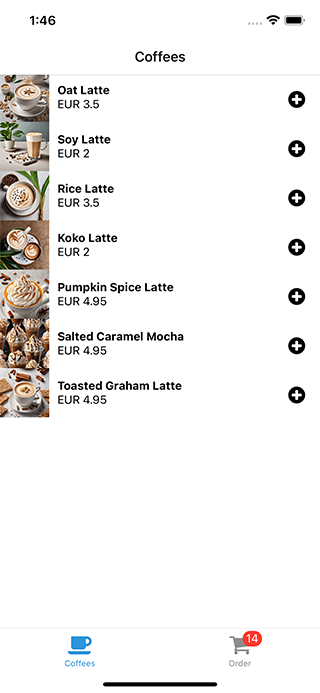 1:46
Coffees
Oat Latte
EUR 3.5
Soy Latte
EUR 2
Rice Latte
EUR 3.5
Koko Latte
EUR 2
Pumpkin Spice Latte
EUR 4.95
Salted Caramel Mocha
EUR 4.95
Toasted Graham Latte
EUR 4.95
14
Coffees
Order